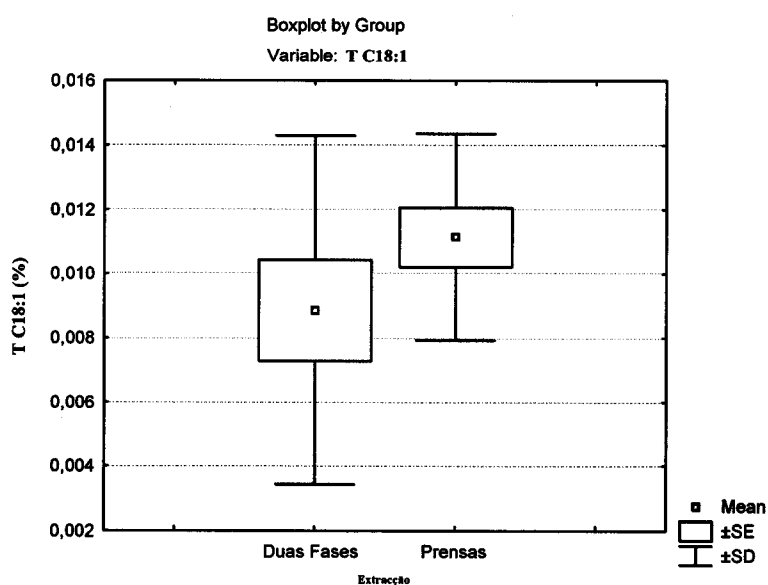 Boxplot by Group
Variable: T C18:1
0,016
0,014
0,012
0,010
0,008
0,006
0,004
0,002
T C18:1 (%)
Duas Fases
Prensas
Extracção
Mean
±SE
±SD